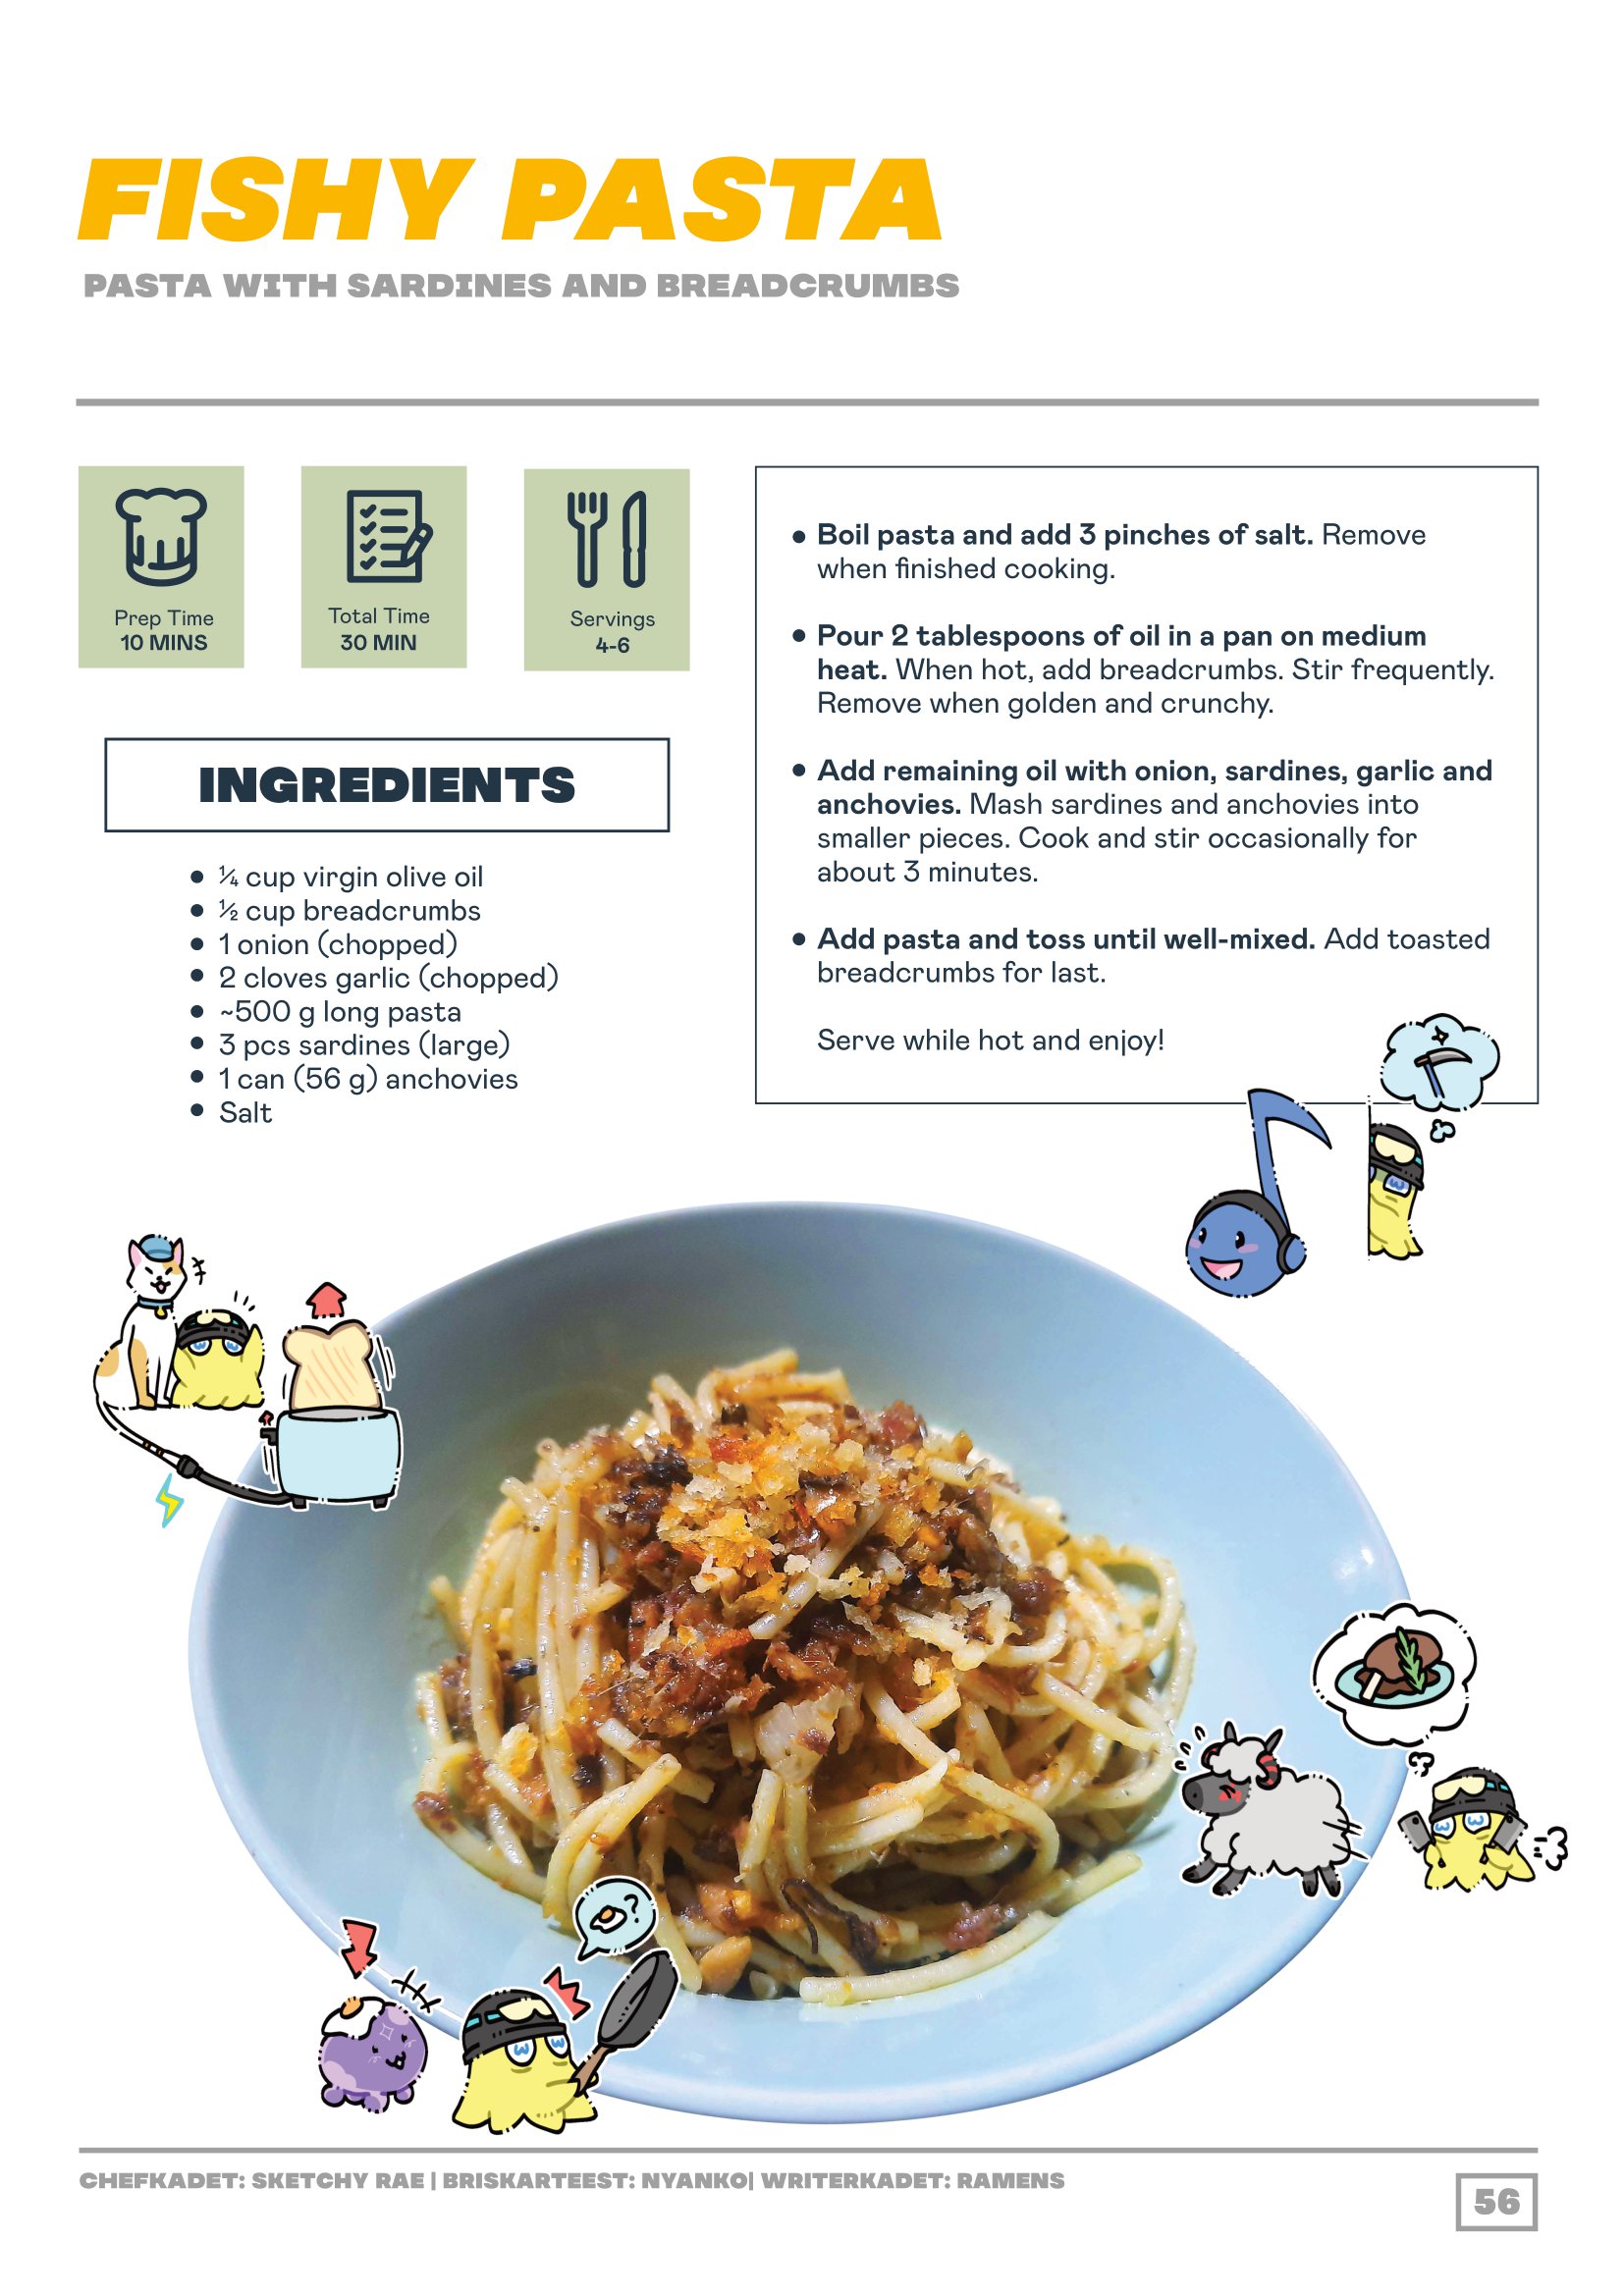 FISHY PASTA
PASTA WITH SARDINES AND BREADCRUMBS
Prep Time
10 MINS
Total Time
30 MIN
Servings
4-6
INGREDIENTS
• ¼ cup virgin olive oil
• ½ cup breadcrumbs
• 1 onion (chopped)
• 2 cloves garlic (chopped)
• ~500 g long pasta
• 3 pcs sardines (large)
• 1 can (56 g) anchovies
• Salt
• Boil pasta and add 3 pinches of salt. Remove
when finished cooking.
• Pour 2 tablespoons of oil in a pan on medium
heat. When hot, add breadcrumbs. Stir frequently.
Remove when golden and crunchy.
• Add remaining oil with onion, sardines, garlic and
anchovies. Mash sardines and anchovies into
smaller pieces. Cook and stir occasionally for
about 3 minutes.
• Add pasta and toss until well-mixed. Add toasted
breadcrumbs for last.
Serve while hot and enjoy!
?
CHEFKADET: SKETCHY RAE | BRISKARTEEST: NYANKO| WRITERKADET: RAMENS
56